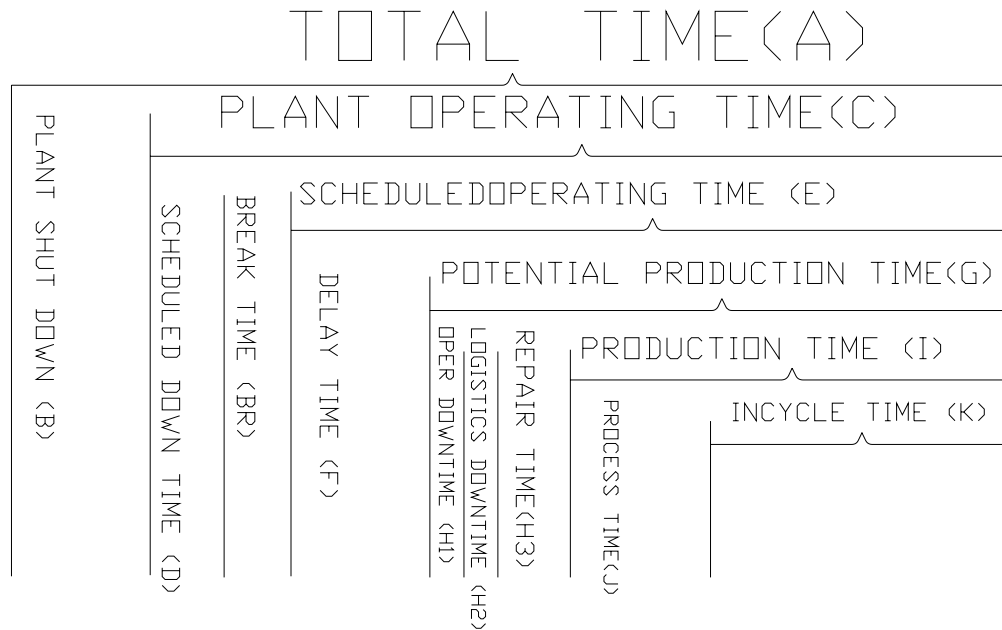 TOTAL TIME(A)
PLANT OPERATING TIME(C)
PLANT SHUT DOWN (B)
SCHEDULEDOPERATING TIME (E)
SCHEDULED DOWN TIME (D)
BREAK TIME (BR)
POTENTIAL PRODUCTION TIME(G)
DELAY TIME (F)
OPER DOWNTIME (H1)
LOGISTICS DOWNTIME (H2)
REPAIR TIME(H3)
PRODUCTION TIME (I)
PROCESS TIME(J)
INCYCLE TIME (K)